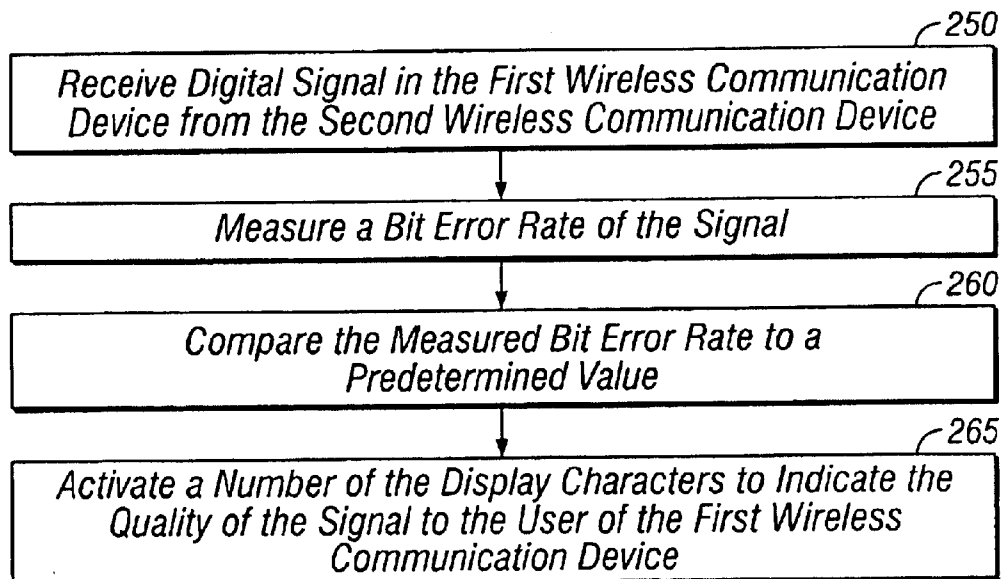 250
Receive Digital Signal in the First Wireless Communication
Device from the Second Wireless Communication Device
255
Measure a Bit Error Rate of the Signal
260
Compare the Measured Bit Error Rate to a
Predetermined Value
265
Activate a Number of the Display Characters to Indicate the
Quality of the Signal to the User of the First Wireless
Communication Device